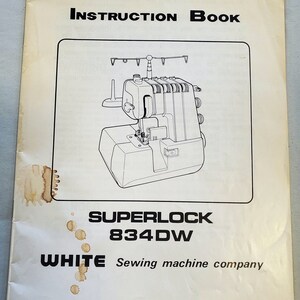 INSTRUCTION BOOK
SUPERLOCK
834DW
WHITE Sewing machine company